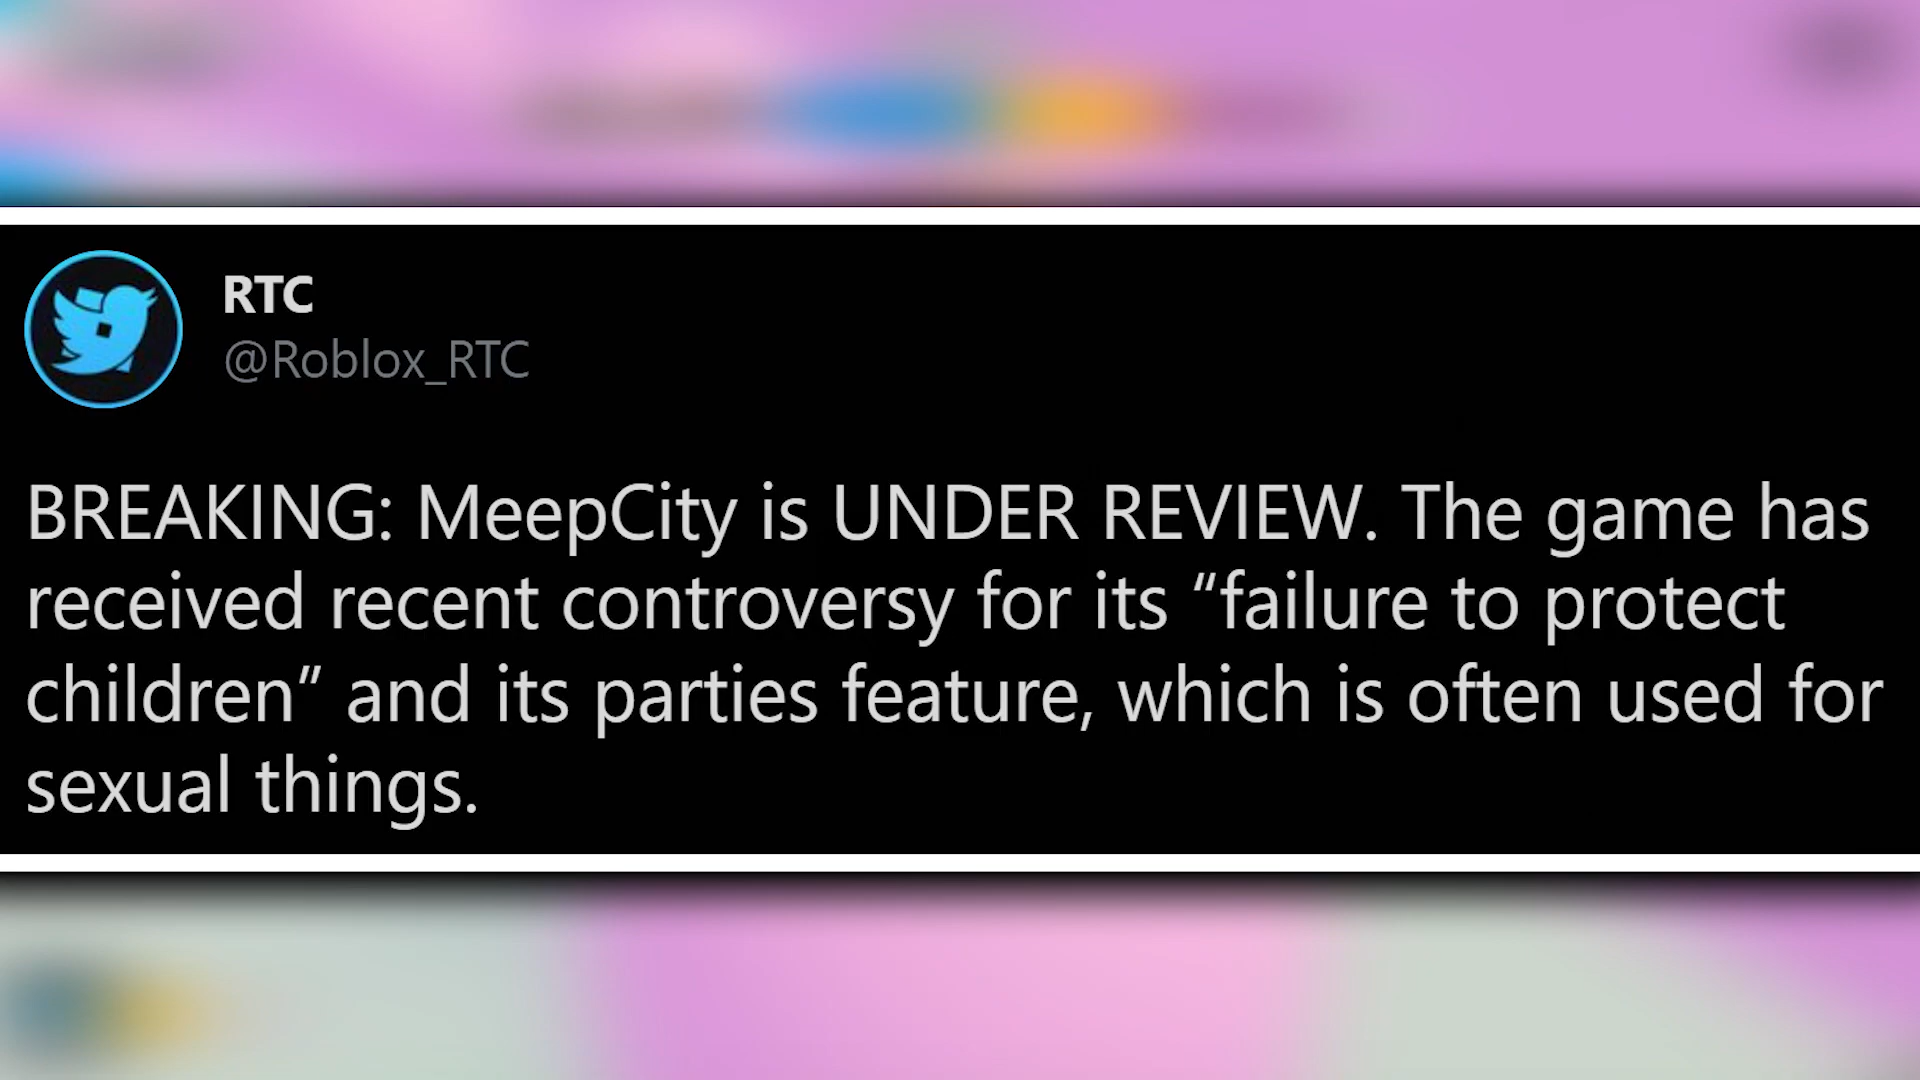 RTC
@Roblox_RTC
BREAKING: MeepCity is UNDER REVIEW. The game has
received recent controversy for its “failure to protect
children” and its parties feature, which is often used for
sexual things.